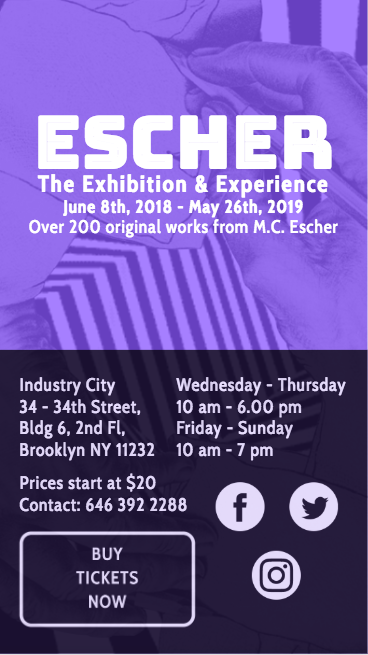 ESCHER
The Exhibition & Experience
June 8th, 2018 - May 26th, 2019
Over 200 original works from M.C. Escher
Industry City
34 - 34th Street,
Bldg 6, 2nd Fl,
Brooklyn NY 11232
Wednesday - Thursday
10 am - 6.00 pm
Friday - Sunday
10 am - 7 pm
Prices start at $20
Contact: 646 392 2288
BUY
TICKETS
NOW